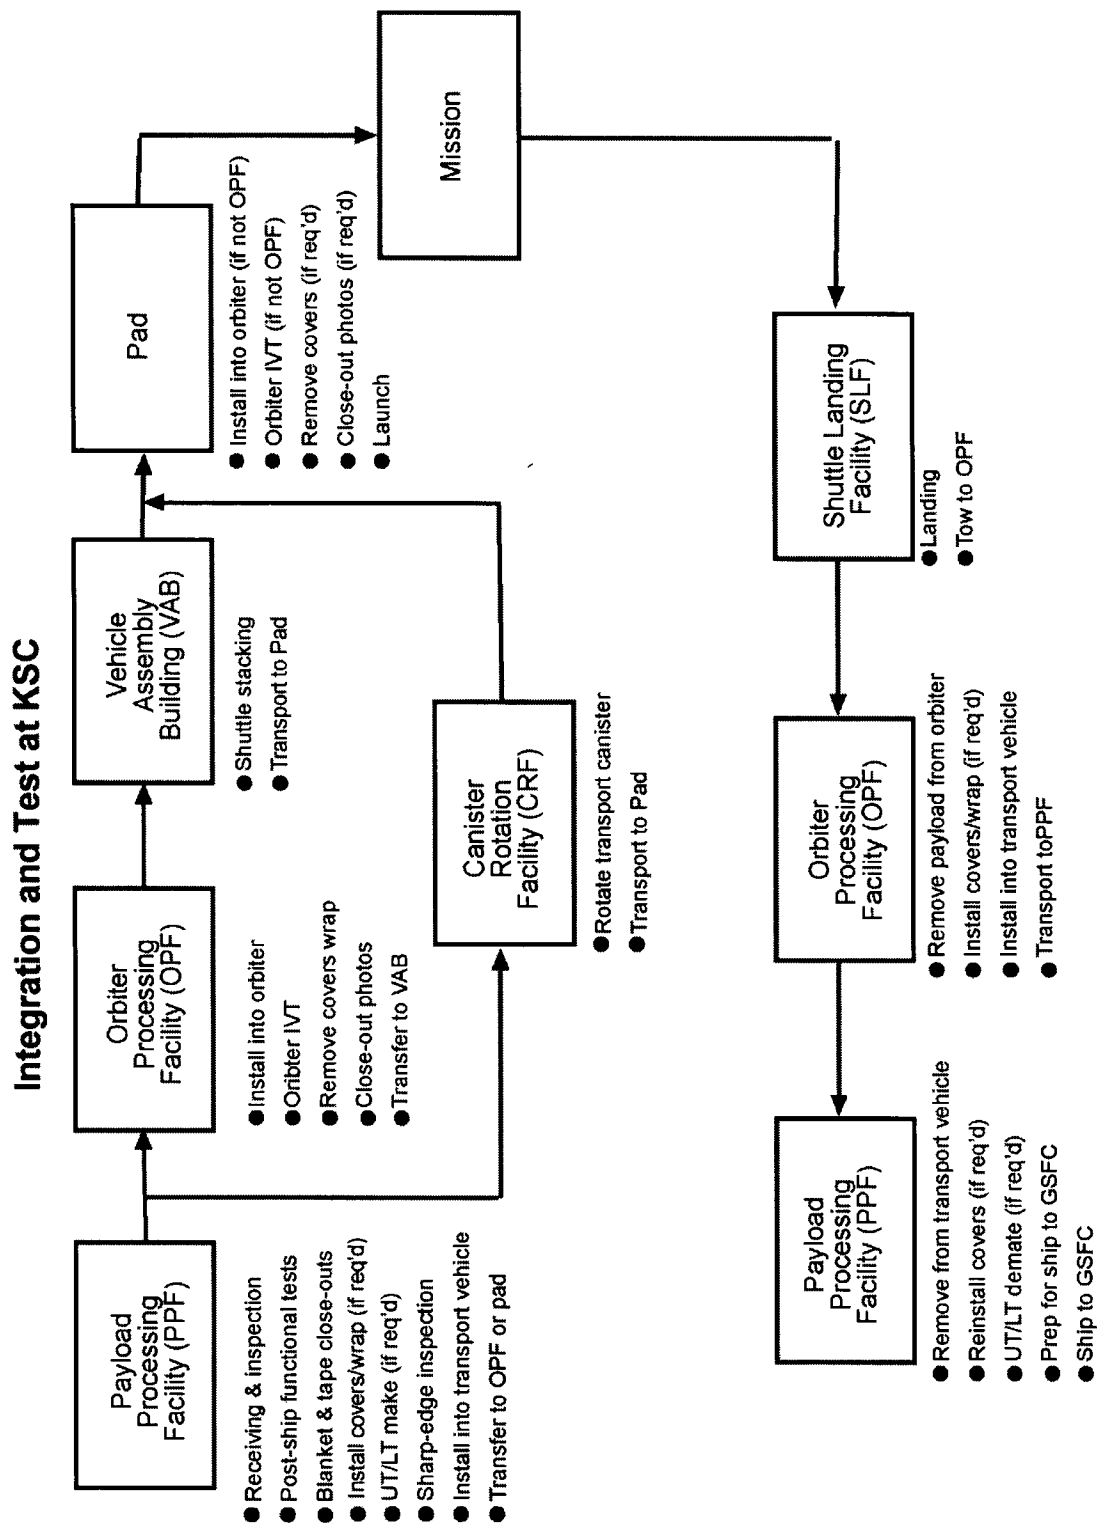 Integration and Test at KSC
Payload
Processing
Facility (PPF)
●Receiving & inspection
●Post-ship functional tests
●Blanket & tape close-outs
●Install covers/wrap (if req'd)
●UT/LT make (if req'd)
●Sharp-edge inspection
●Install into transport vehicle
●Transfer to OPF or pad
Orbiter
Processing
Facility (OPF)
●Install into orbiter
●Oribter IVT
●Remove covers wrap
●Close-out photos
●Transfer to VAB
Vehicle
Assembly
Building (VAB)
●Shuttle stacking
●Transport to Pad
Canister
Rotation
Facility (CRF)
●Rotate transport canister
●Transport to Pad
Pad
●Install into orbiter (if not OPF)
●Orbiter IVT (if not OPF)
●Remove covers (if req'd)
●Close-out photos (if req'd)
●Launch
Mission
Shuttle Landing
Facility (SLF)
●Landing
●Tow to OPF
Orbiter
Processing
Facility (OPF)
●Remove payload from orbiter
●Install covers/wrap (if req'd)
●Install into transport vehicle
●Transport toPPF
Payload
Processing
Facility (PPF)
●Remove from transport vehicle
●Reinstall covers (if req'd)
●UT/LT demate (if req'd)
●Prep for ship to GSFC
●Ship to GSFC